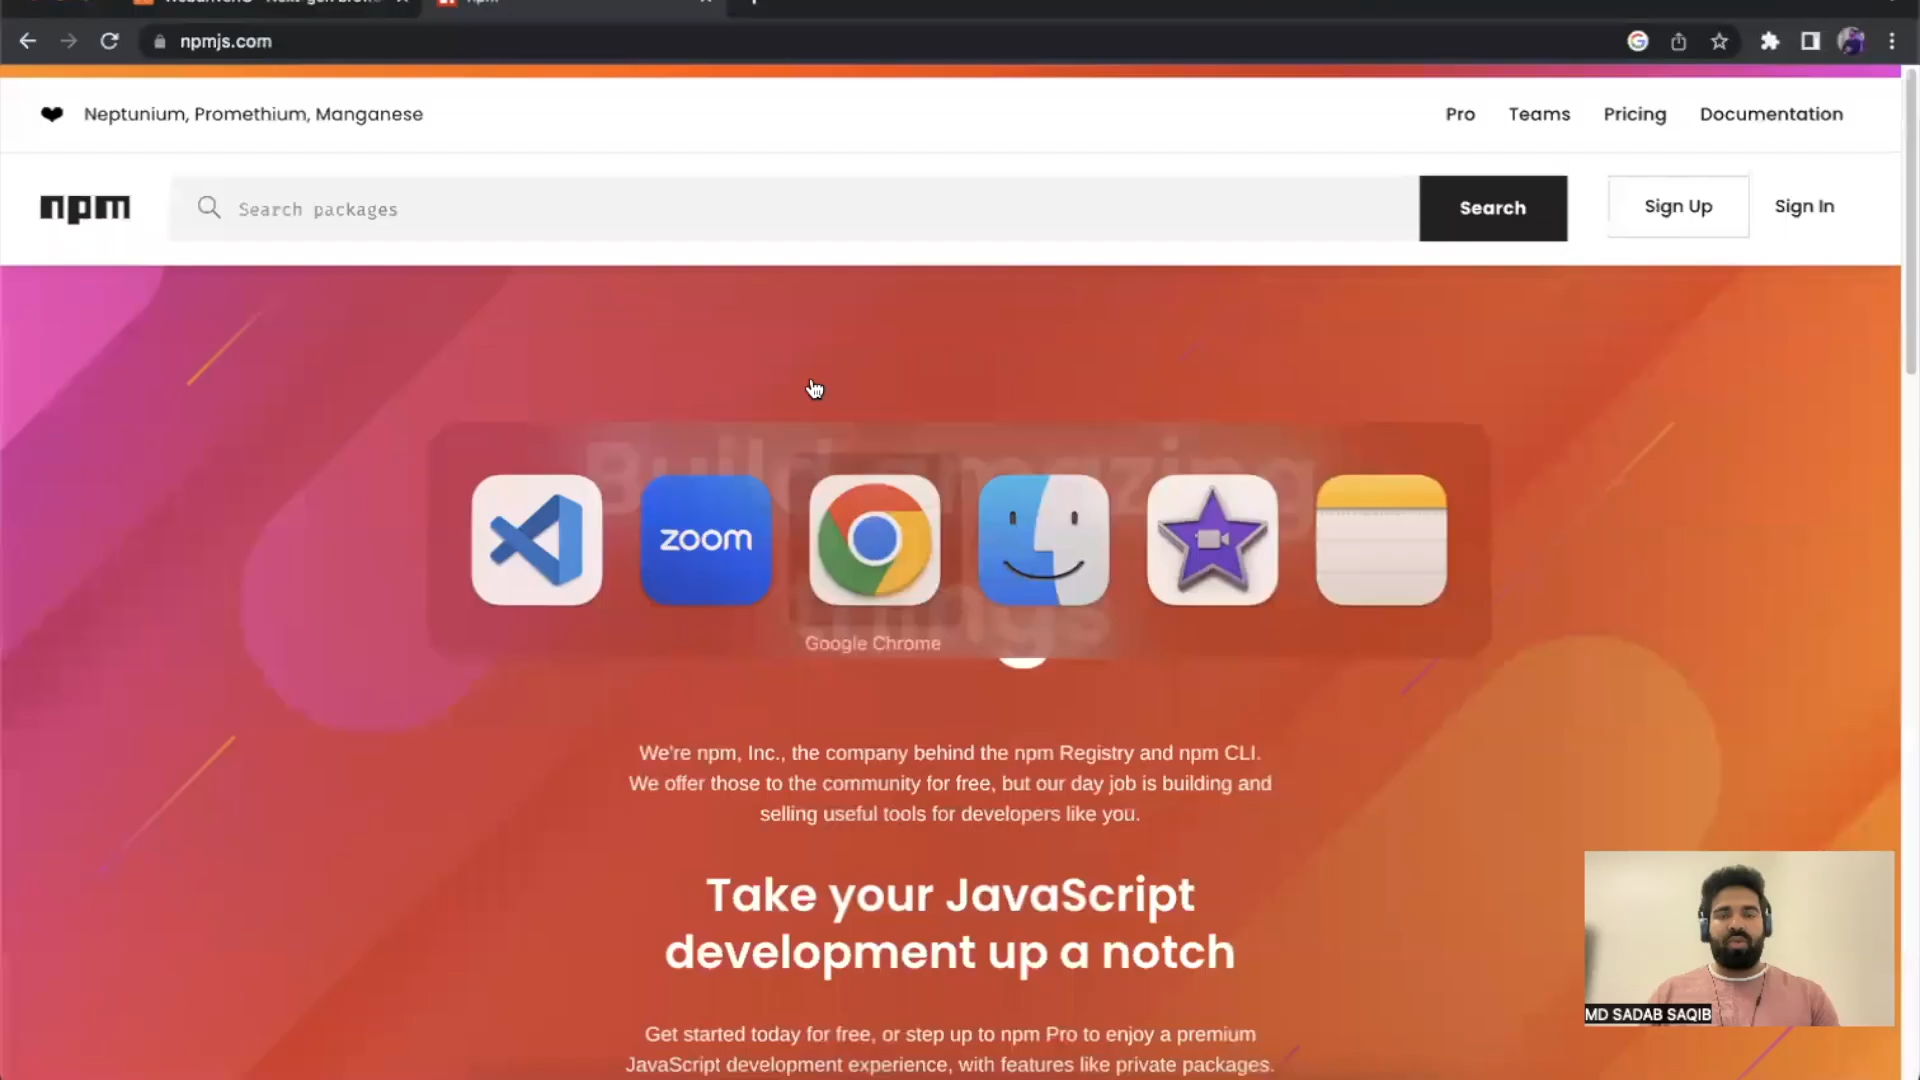 npm
npmjs.com
Neptunium, Promethium, Manganese
Pro
Teams
Pricing
Documentation
npm
Search packages
Search
Sign Up
Sign In
Build amazing
things
zoom
Google Chrome
We're npm, Inc., the company behind the npm Registry and npm CLI.
We offer those to the community for free, but our day job is building and
selling useful tools for developers like you.
Take your JavaScript
development up a notch
Get started today for free, or step up to npm Pro to enjoy a premium
JavaScript development experience, with features like private packages.
MD SADAB SAQIB